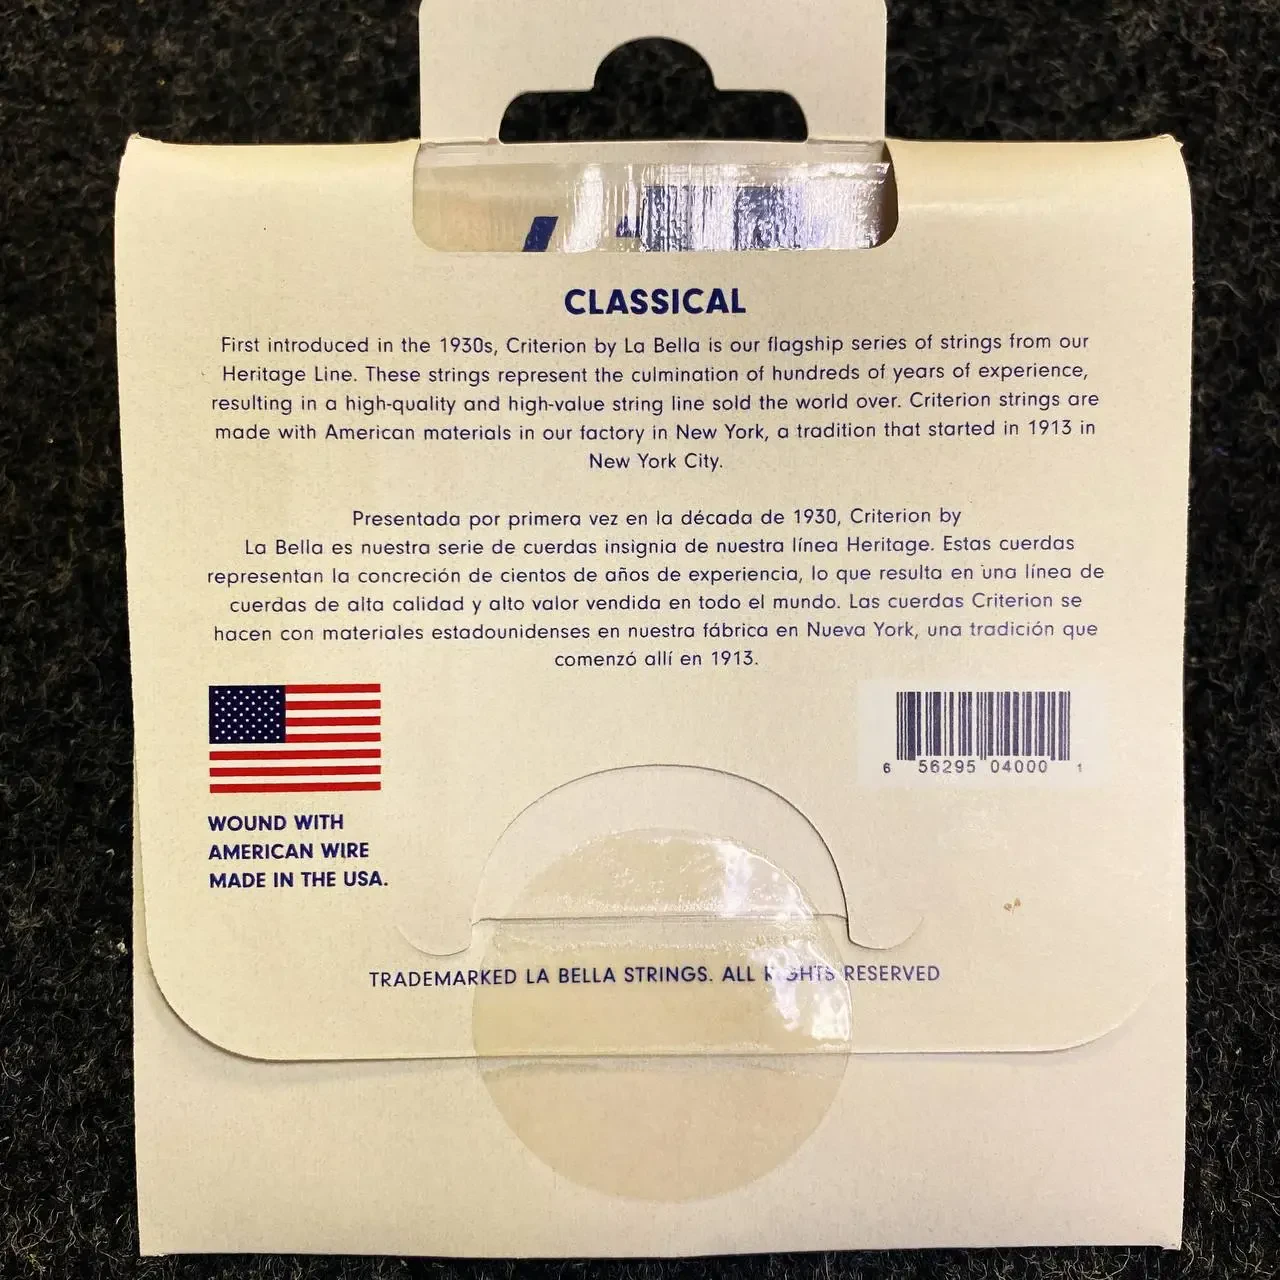 CLASSICAL
First introduced in the 1930s, Criterion by La Bella is our flagship series of strings from our
Heritage Line. These strings represent the culmination of hundreds of years of experience,
resulting in a high-quality and high-value string line sold the world over. Criterion strings are
made with American materials in our factory in New York, a tradition that started in 1913 in
New York City.
Presentada por primera vez en la década de 1930, Criterion by
La Bella es nuestra serie de cuerdas insignia de nuestra línea Heritage. Estas cuerdas
representan la concreción de cientos de años de experiencia, lo que resulta en una línea de
cuerdas de alta calidad y alto valor vendida en todo el mundo. Las cuerdas Criterion se
hacen con materiales estadounidenses en nuestra fábrica en Nueva York, una tradición que
comenzó allí en 1913.
6 56295 04000 1
WOUND WITH
AMERICAN WIRE
MADE IN THE USA.
TRADEMARKED LA BELLA STRINGS. ALL RIGHTS RESERVED